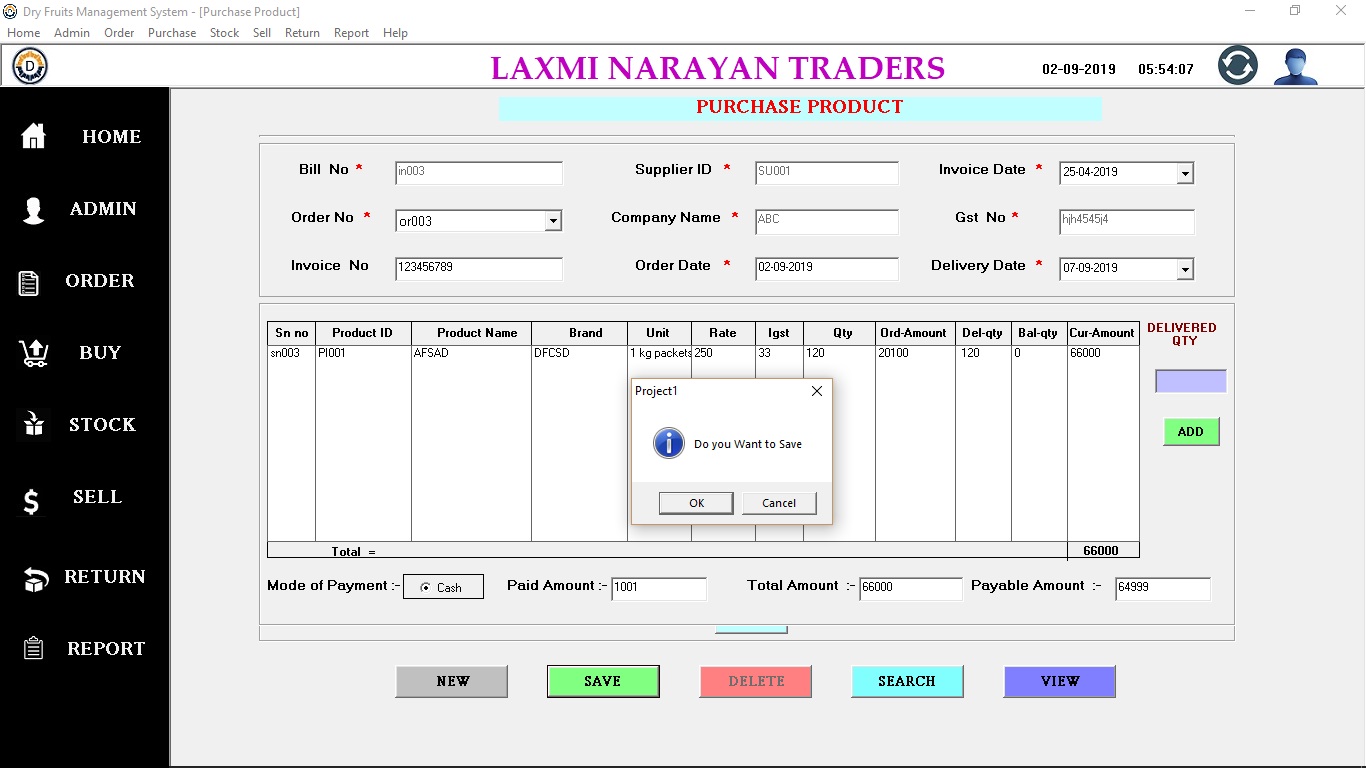 Dry Fruits Management System - [Purchase Product]
Home Admin Order Purchase Stock Sell Return Report Help
D LAXMI NARAYAN TRADERS 02-09-2019 05:54:07
PURCHASE PRODUCT
HOME
ADMIN
ORDER
BUY
STOCK
SELL
RETURN
REPORT
Bill No * in003 Supplier ID * SU001 Invoice Date * 25-04-2019
Order No * or003 Company Name * ABC Gst No * hjh4545j4
Invoice No 123456789 Order Date * 02-09-2019 Delivery Date * 07-09-2019
Sn no Product ID Product Name Brand Unit Rate Igst Qty Ord-Amount Del-qty Bal-qty Cur-Amount
sn003 PI001 AFSAD DFCSD 1 kg packets 250 33 120 20100 120 0 66000
DELIVERED
QTY
ADD
Project1
Do you Want to Save
OK Cancel
Total = 66000
Mode of Payment :- Cash Paid Amount :- 1001 Total Amount :- 66000 Payable Amount :- 64999
NEW SAVE DELETE SEARCH VIEW